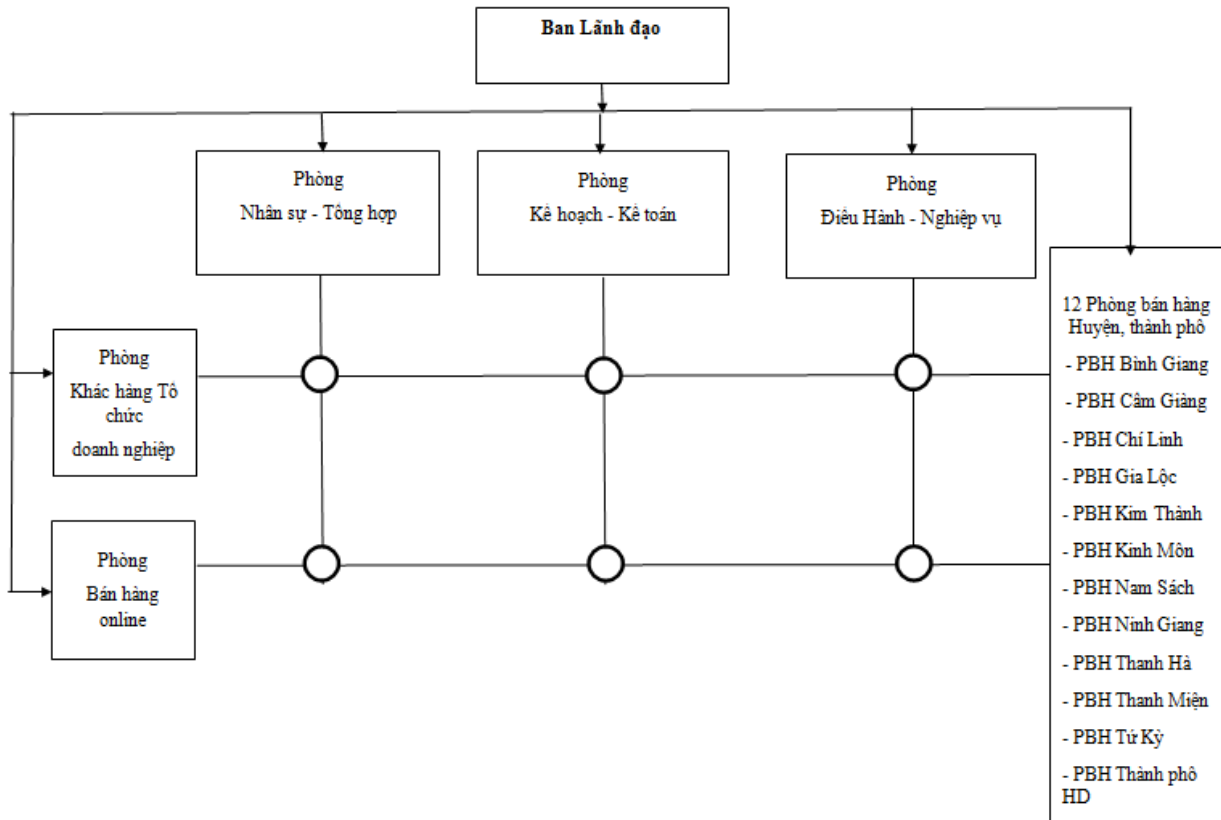 Ban Lãnh đạo
Phòng
Nhân sự - Tổng hợp
Phòng
Kế hoạch - Kế toán
Phòng
Điều Hành - Nghiệp vụ
Phòng
Khác hàng Tổ
chức
doanh nghiệp
Phòng
Bán hàng
online
12 Phòng bán hàng
Huyện, thành phố
- PBH Bình Giang
- PBH Cẩm Giàng
- PBH Chí Linh
- PBH Gia Lộc
- PBH Kim Thành
- PBH Kinh Môn
- PBH Nam Sách
- PBH Ninh Giang
- PBH Thanh Hà
- PBH Thanh Miện
- PBH Tứ Kỳ
- PBH Thành phố
HD